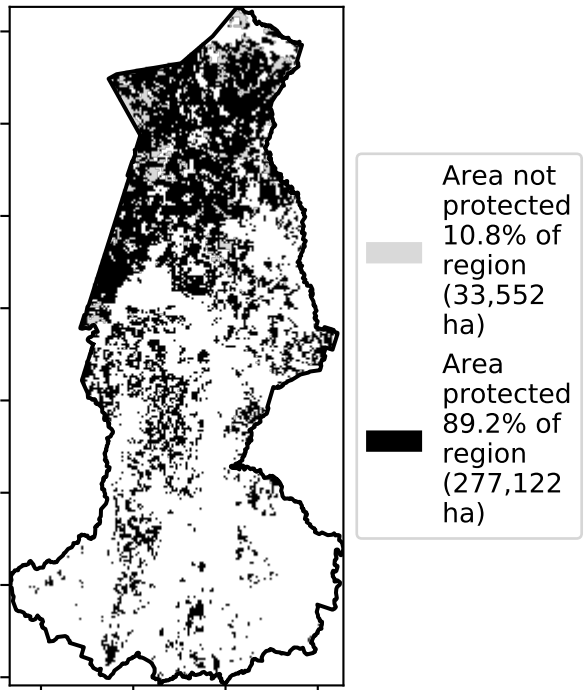 Area not
protected
10.8% of
region
(33,552
ha)
Area
protected
89.2% of
region
(277,122
ha)